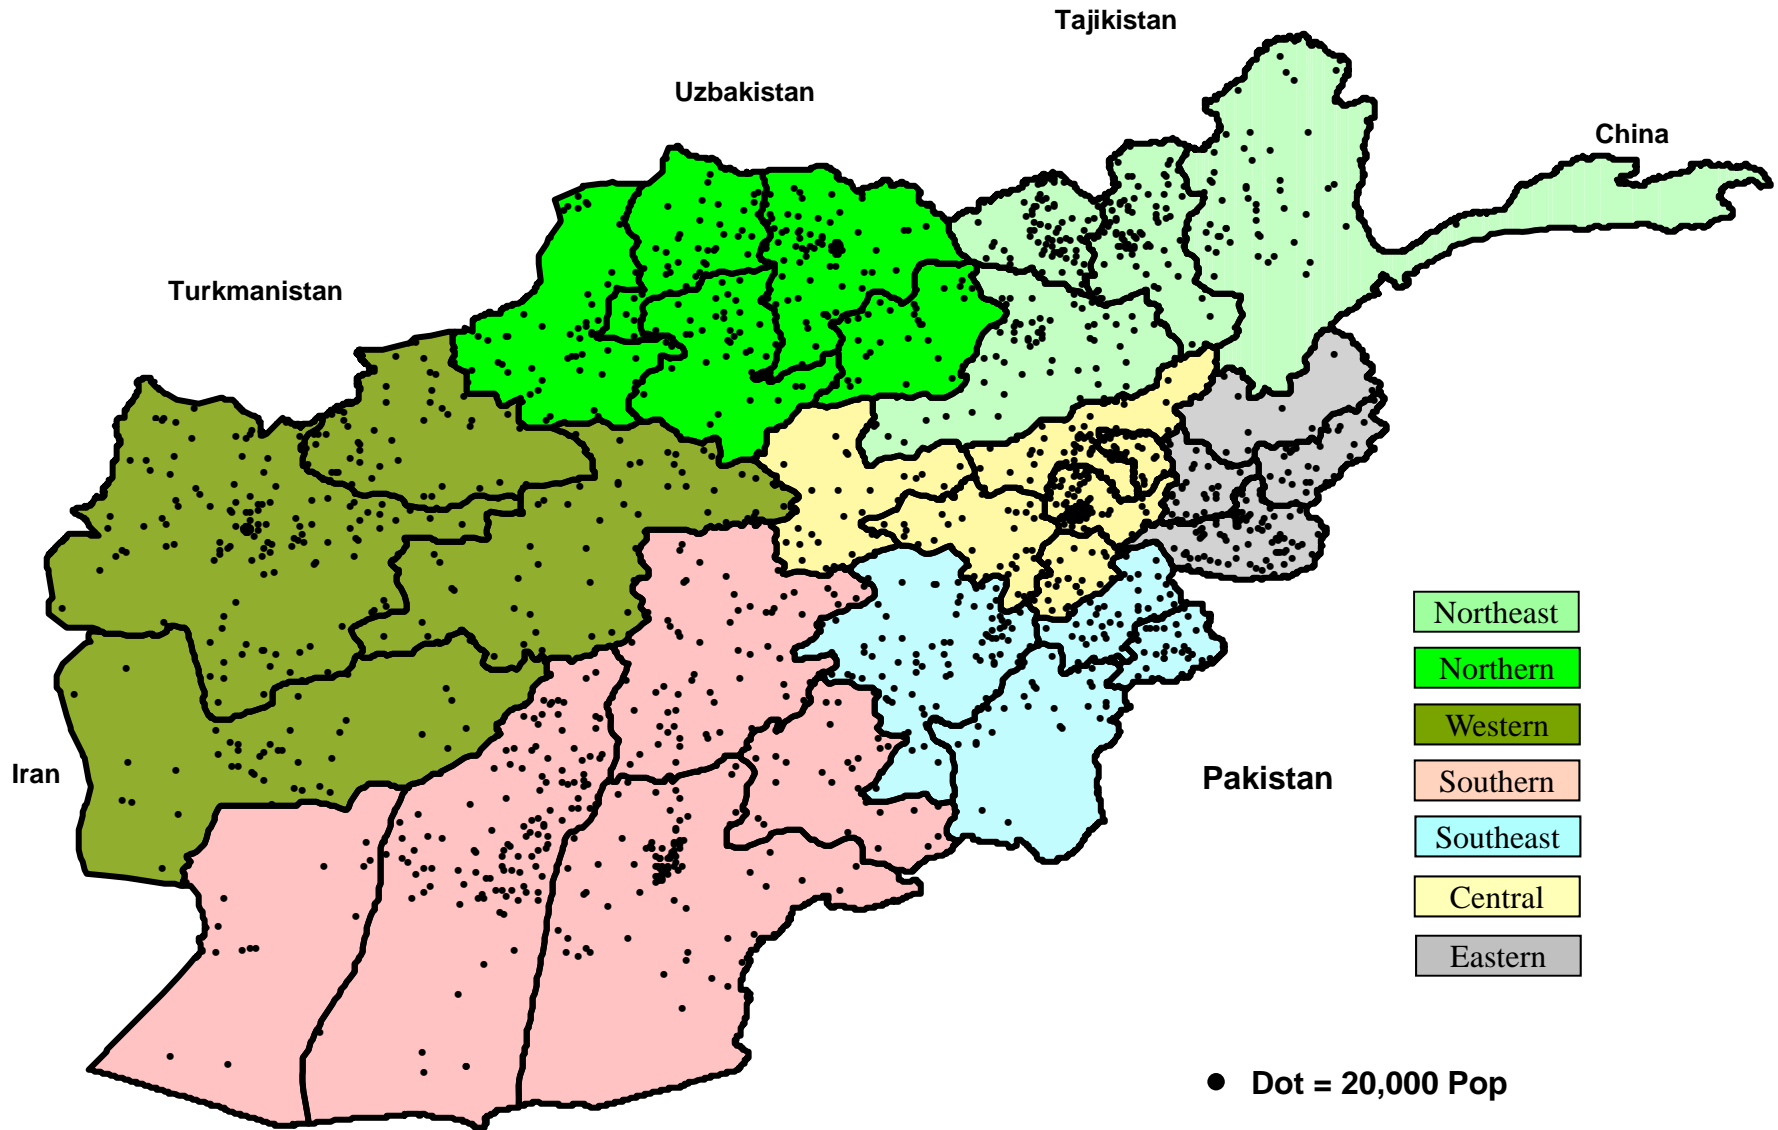 Tajikistan
Uzbakistan
China
Turkmanistan
Iran
Pakistan
Northeast
Northern
Western
Southern
Southeast
Central
Eastern
Dot = 20,000 Pop